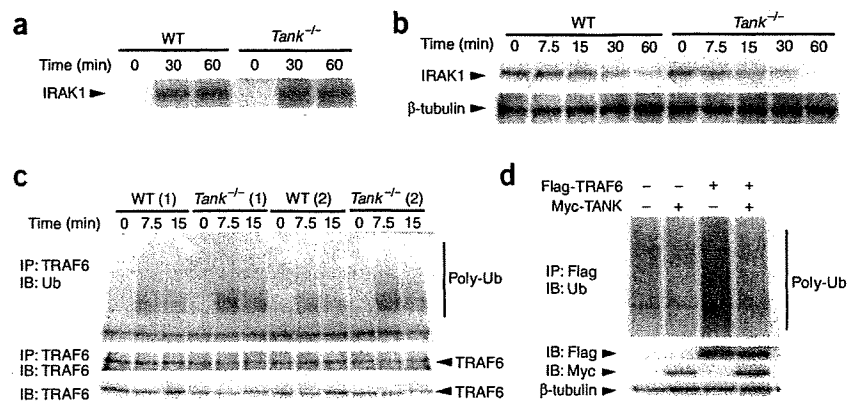 a
WT Tank−/−
Time (min) 0 30 60 0 30 60
IRAK1
b
WT Tank−/−
Time (min) 0 7.5 15 30 60 0 7.5 15 30 60
IRAK1
β-tubulin
c
WT (1) Tank−/− (1) WT (2) Tank−/− (2)
Time (min) 0 7.5 15 0 7.5 15 0 7.5 15 0 7.5 15
IP: TRAF6
IB: Ub
Poly-Ub
IP: TRAF6
IB: TRAF6
TRAF6
IB: TRAF6
TRAF6
d
Flag-TRAF6 − − + +
Myc-TANK − + − +
IP: Flag
IB: Ub
Poly-Ub
IB: Flag
IB: Myc
β-tubulin